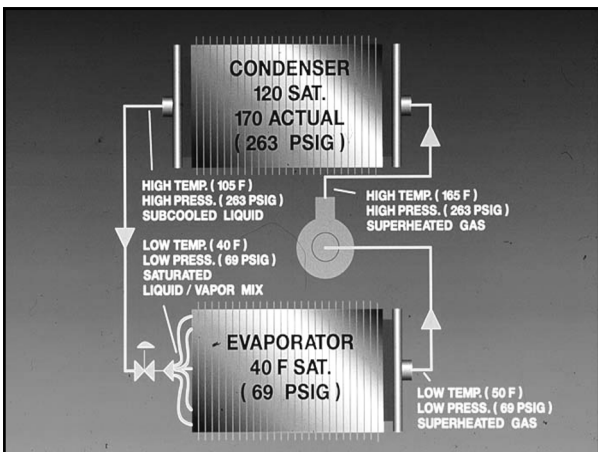 CONDENSER
120 SAT.
170 ACTUAL
( 263 PSIG )
HIGH TEMP. ( 105 F )
HIGH PRESS. ( 263 PSIG )
SUBCOOLED LIQUID
HIGH TEMP. ( 165 F )
HIGH PRESS. ( 263 PSIG )
SUPERHEATED GAS
LOW TEMP. ( 40 F )
LOW PRESS. ( 69 PSIG )
SATURATED
LIQUID / VAPOR MIX
EVAPORATOR
40 F SAT.
( 69 PSIG )
LOW TEMP. ( 50 F )
LOW PRESS. ( 69 PSIG )
SUPERHEATED GAS